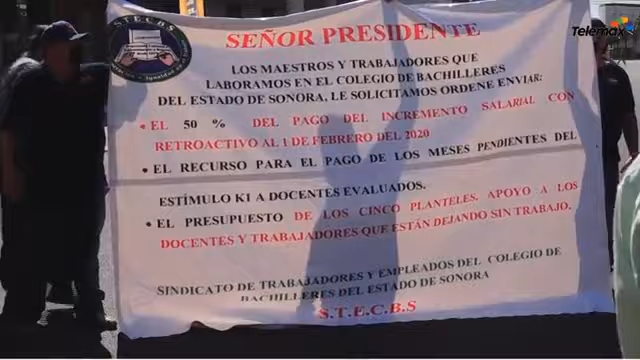 Telemax
STECBS
SEÑOR PRESIDENTE
LOS MAESTROS Y TRABAJADORES QUE
LABORAMOS EN EL COLEGIO DE BACHILLERES
DEL ESTADO DE SONORA, LE SOLICITAMOS ORDENE ENVIAR:
• EL 50 % DEL PAGO DEL INCREMENTO SALARIAL CON
RETROACTIVO AL 1 DE FEBRERO DEL 2020
• EL RECURSO PARA EL PAGO DE LOS MESES PENDIENTES DEL
ESTÍMULO K1 A DOCENTES EVALUADOS.
• EL PRESUPUESTO DE LOS CINCO PLANTELES, APOYO A LOS
DOCENTES Y TRABAJADORES QUE ESTÁN DEJANDO SIN TRABAJO.
SINDICATO DE TRABAJADORES Y EMPLEADOS DEL COLEGIO DE
BACHILLERES DEL ESTADO DE SONORA
S.T.E.C.B.S